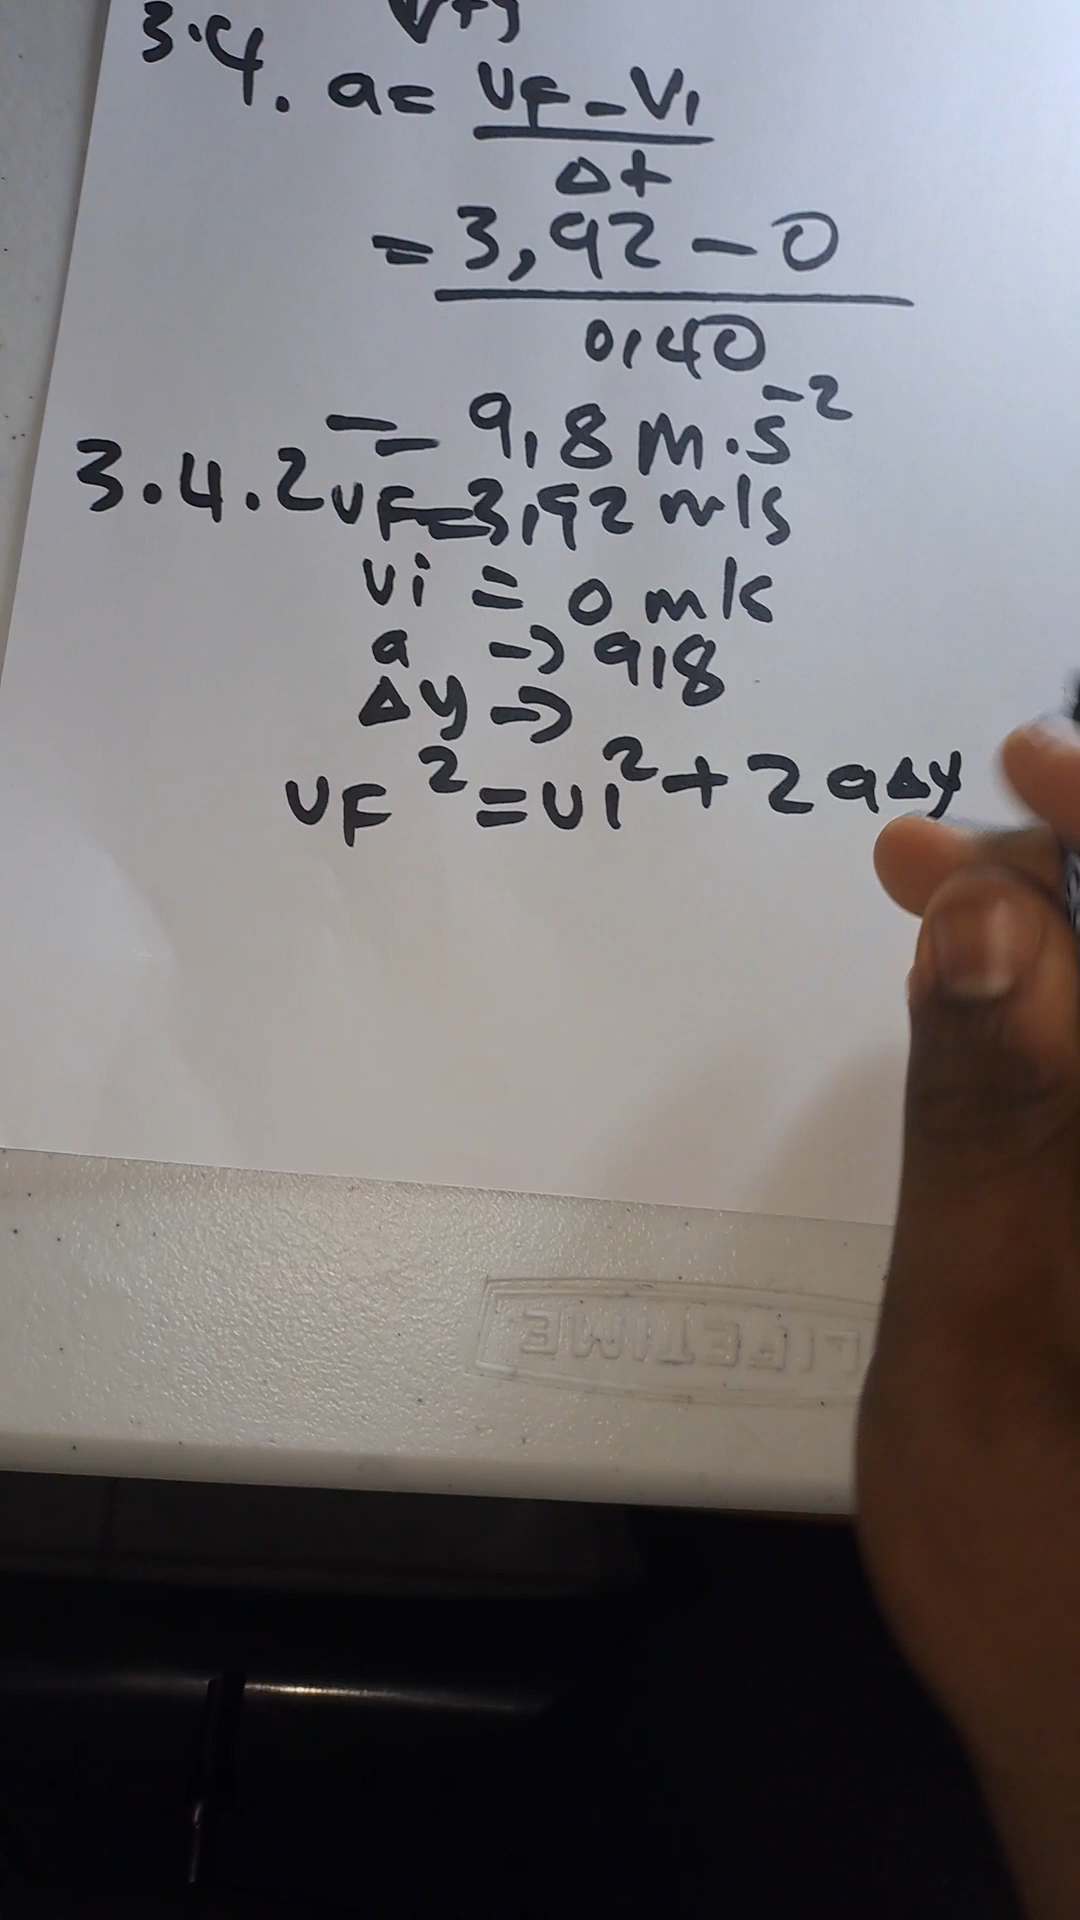 3.4. a = VF - Vi
Δt
= 3,92 - 0
0,40
= 9,8 m.s-2
3.4.2 VF = 3,92 m/s
Vi = 0 m/s
a → 9,8
Δy →
VF2 = Vi2 + 2aΔy
LIFETIME